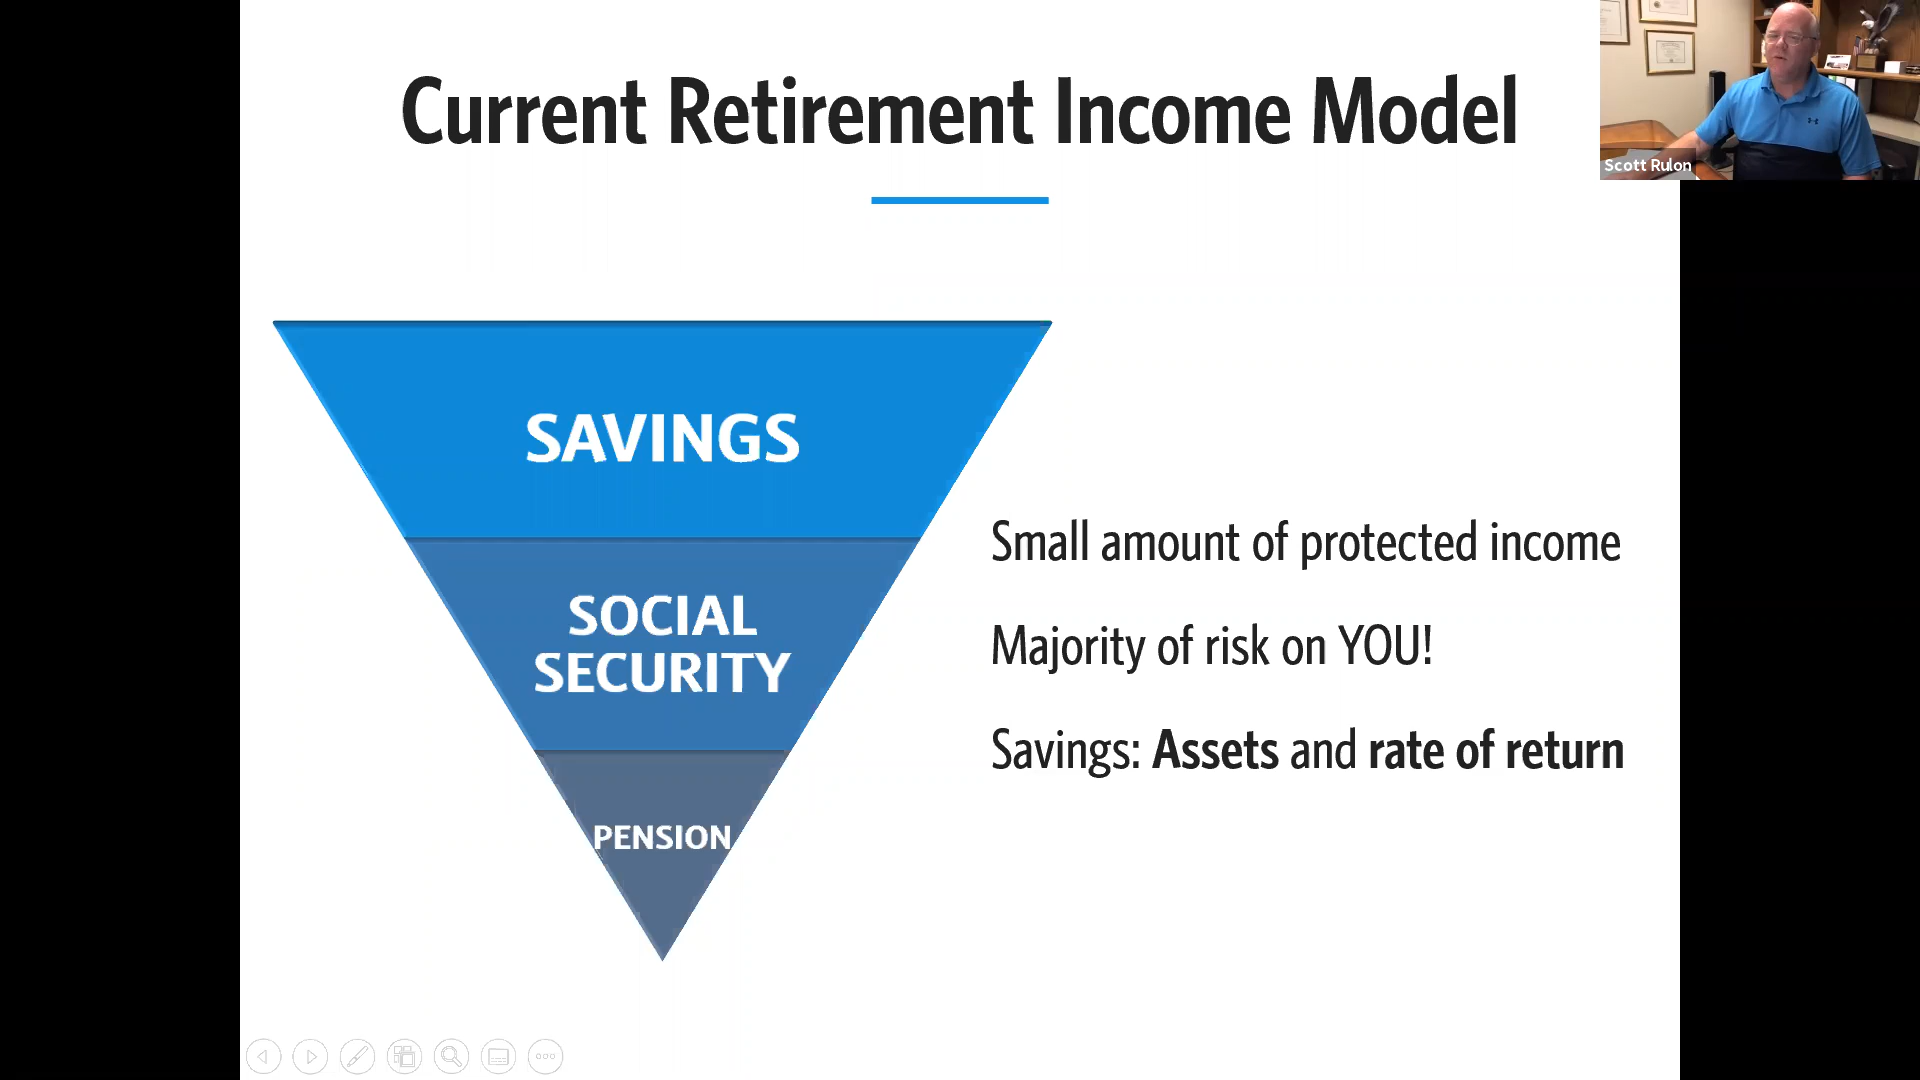 Current Retirement Income Model
Scott Rulon
SAVINGS
SOCIAL
SECURITY
PENSION
Small amount of protected income
Majority of risk on YOU!
Savings: Assets and rate of return